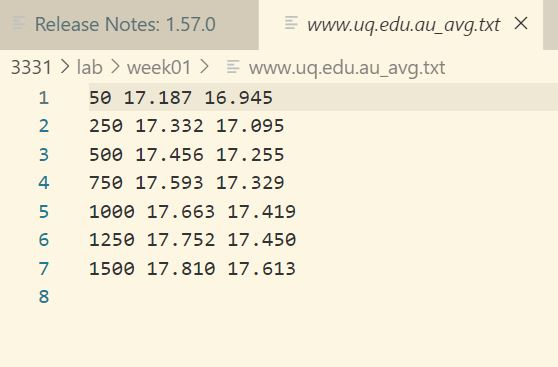 Release Notes: 1.57.0
www.uq.edu.au_avg.txt
3331 > lab > week01 > www.uq.edu.au_avg.txt
1 50 17.187 16.945
2 250 17.332 17.095
3 500 17.456 17.255
4 750 17.593 17.329
5 1000 17.663 17.419
6 1250 17.752 17.450
7 1500 17.810 17.613
8